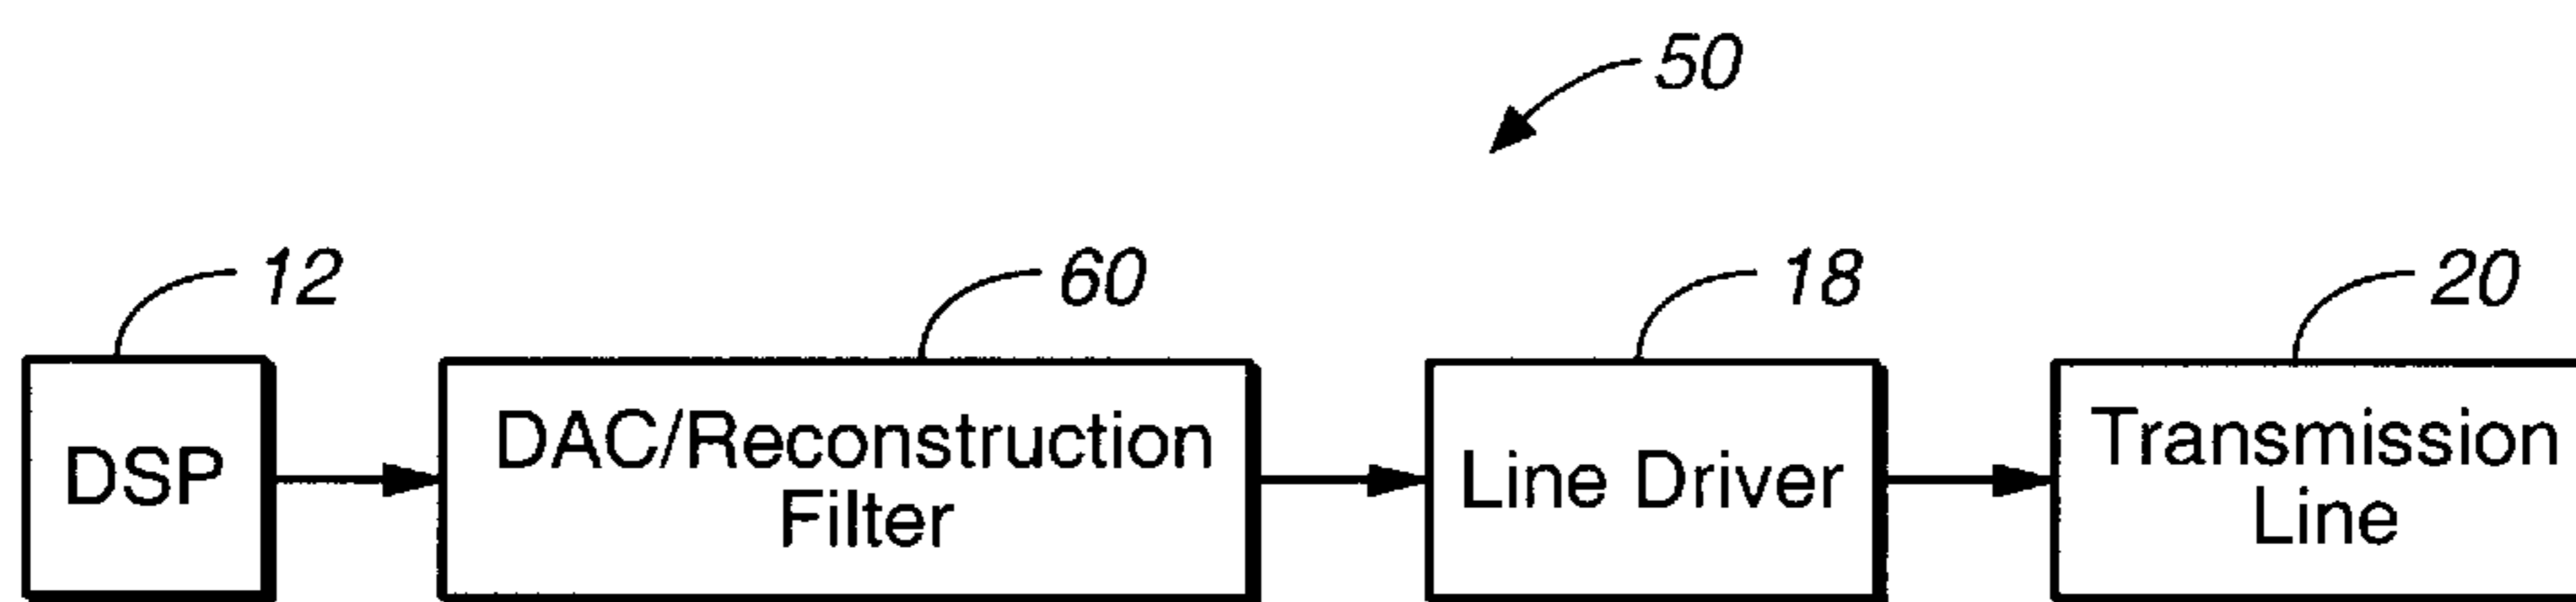 50
12
60
18
20
DSP
DAC/Reconstruction
Filter
Line Driver
Transmission
Line